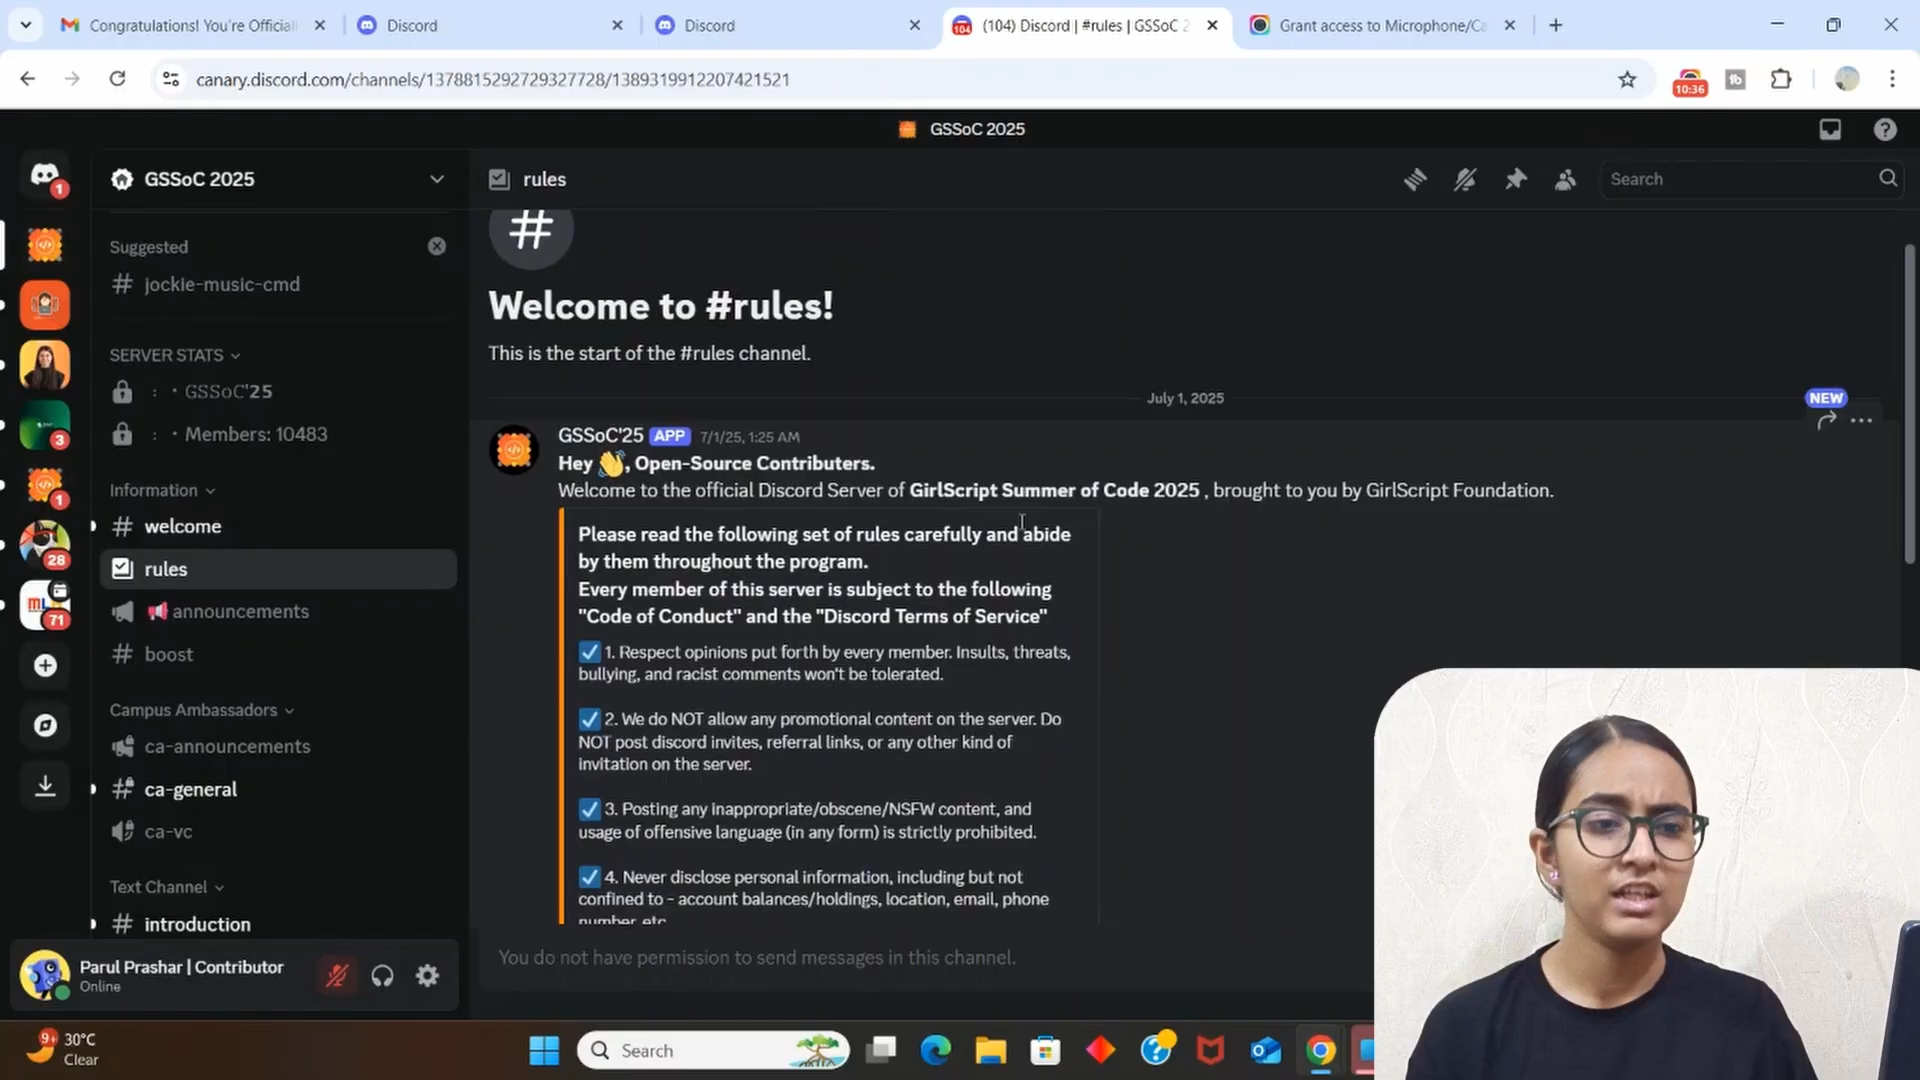 Congratulations! You're Official
Discord
Discord
(104) Discord | #rules | GSSoC 2
Grant access to Microphone/Ca
canary.discord.com/channels/1378815292729327728/1389319912207421521
10:36
GSSoC 2025
1
GSSoC 2025
rules
Search
Suggested
jockie-music-cmd
SERVER STATS
: • GSSoC'25
: • Members: 10483
Information
welcome
rules
announcements
boost
Campus Ambassadors
ca-announcements
ca-general
ca-vc
Text Channel
introduction
3
1
28
71
Parul Prashar | Contributor
Online
#
Welcome to #rules!
This is the start of the #rules channel.
July 1, 2025
NEW
GSSoC'25 APP 7/1/25, 1:25 AM
Hey 👋, Open-Source Contributers.
Welcome to the official Discord Server of GirlScript Summer of Code 2025 , brought to you by GirlScript Foundation.
Please read the following set of rules carefully and abide
by them throughout the program.
Every member of this server is subject to the following
"Code of Conduct" and the "Discord Terms of Service"
☑ 1. Respect opinions put forth by every member. Insults, threats,
bullying, and racist comments won't be tolerated.
☑ 2. We do NOT allow any promotional content on the server. Do
NOT post discord invites, referral links, or any other kind of
invitation on the server.
☑ 3. Posting any inappropriate/obscene/NSFW content, and
usage of offensive language (in any form) is strictly prohibited.
☑ 4. Never disclose personal information, including but not
confined to - account balances/holdings, location, email, phone
number, etc
You do not have permission to send messages in this channel.
9+
30°C
Clear
Search